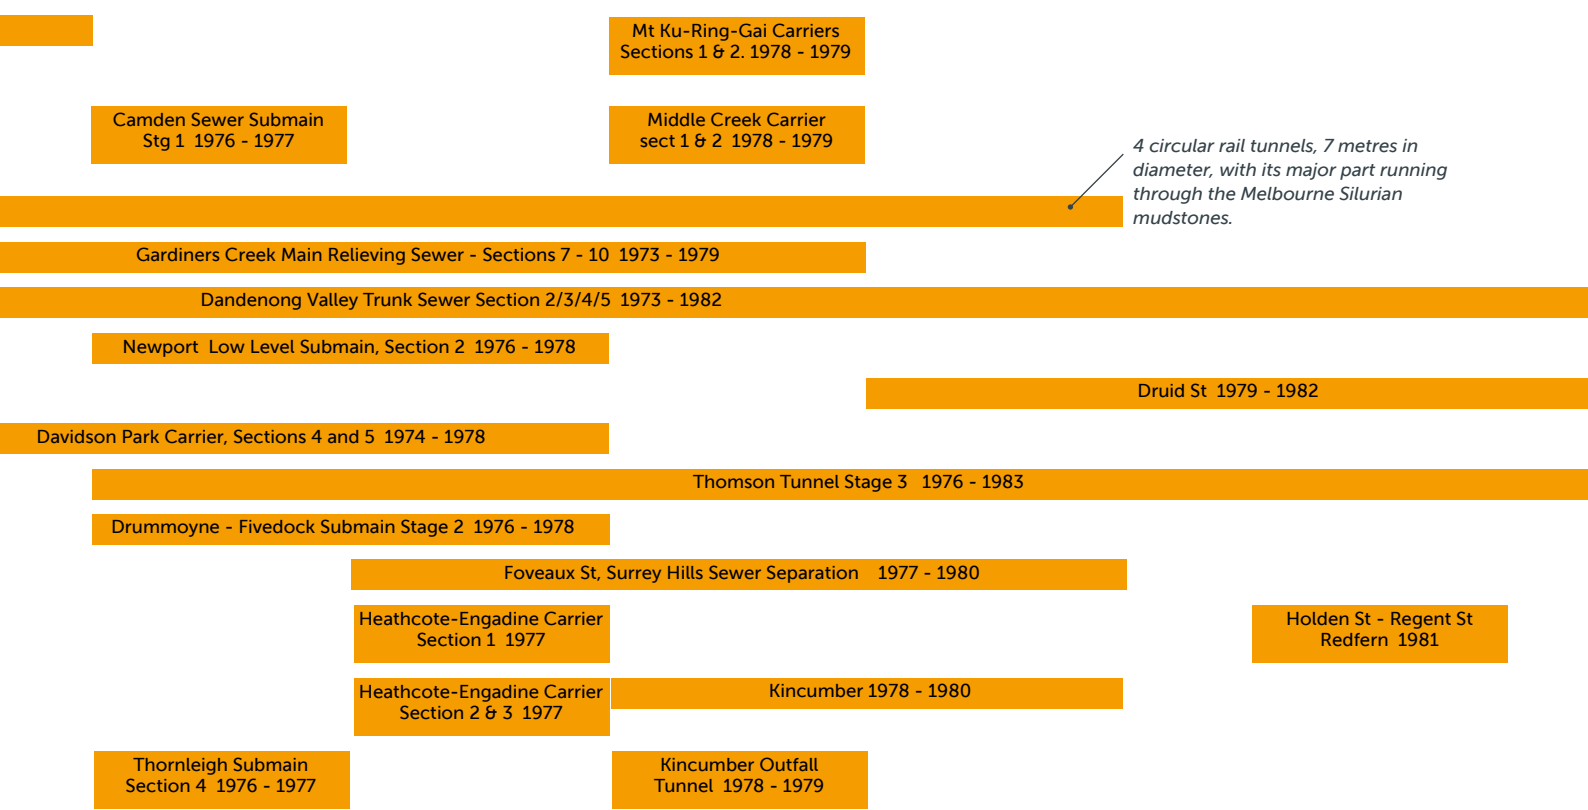 Mt Ku-Ring-Gai Carriers
Sections 1 & 2. 1978 - 1979
Camden Sewer Submain
Stg 1 1976 - 1977
Middle Creek Carrier
sect 1 & 2 1978 - 1979
4 circular rail tunnels, 7 metres in
diameter, with its major part running
through the Melbourne Silurian
mudstones.
Gardiners Creek Main Relieving Sewer - Sections 7 - 10 1973 - 1979
Dandenong Valley Trunk Sewer Section 2/3/4/5 1973 - 1982
Newport Low Level Submain, Section 2 1976 - 1978
Druid St 1979 - 1982
Davidson Park Carrier, Sections 4 and 5 1974 - 1978
Thomson Tunnel Stage 3 1976 - 1983
Drummoyne - Fivedock Submain Stage 2 1976 - 1978
Foveaux St, Surrey Hills Sewer Separation 1977 - 1980
Heathcote-Engadine Carrier
Section 1 1977
Holden St - Regent St
Redfern 1981
Heathcote-Engadine Carrier
Section 2 & 3 1977
Kincumber 1978 - 1980
Thornleigh Submain
Section 4 1976 - 1977
Kincumber Outfall
Tunnel 1978 - 1979